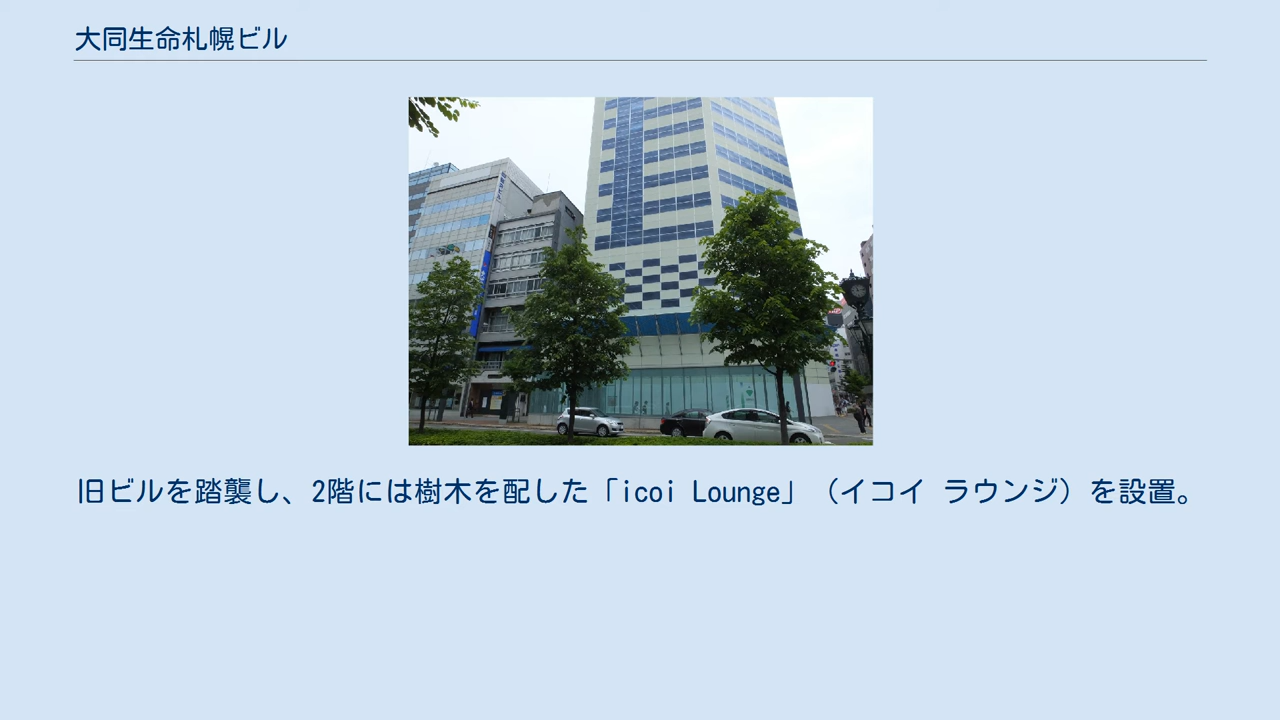 大同生命札幌ビル
旧ビルを踏襲し、2階には樹木を配した「icoi Lounge」（イコイ ラウンジ）を設置。